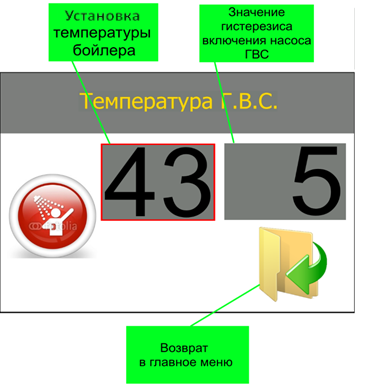 Установка
температуры
бойлера
Значение
гистерезиса
включения насоса
ГВС
Температура Г.В.С.
43
5
Возврат
в главное меню